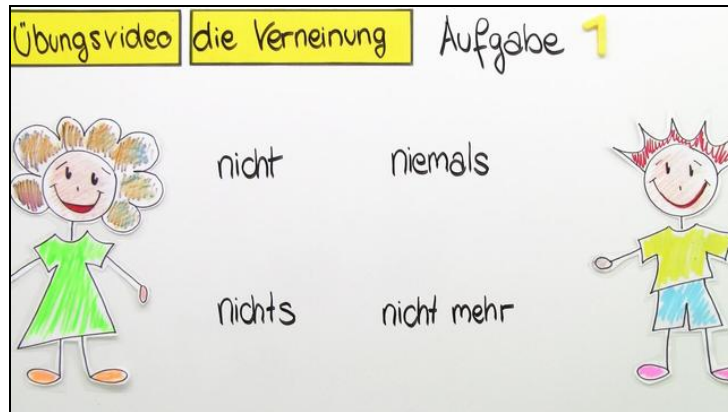 Übungsvideo die Verneinung Aufgabe 1
nicht niemals
nichts nicht mehr